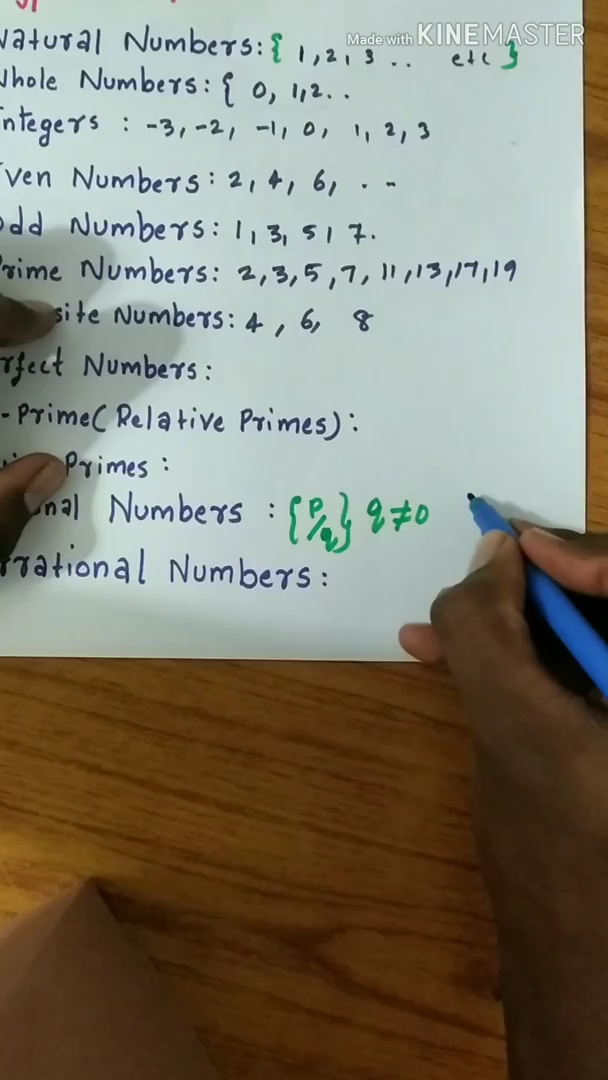 Made with KINEMASTER
Natural Numbers: { 1, 2, 3 .. etc }
Whole Numbers: { 0, 1, 2 ..
Integers : -3, -2, -1, 0, 1, 2, 3
Even Numbers: 2, 4, 6, . -
Odd Numbers: 1, 3, 5, 7.
Prime Numbers: 2, 3, 5, 7, 11, 13, 17, 19
site Numbers: 4, 6, 8
rfect Numbers:
-Prime( Relative Primes):
Primes :
onal Numbers : {P/q} q≠0
rrational Numbers: